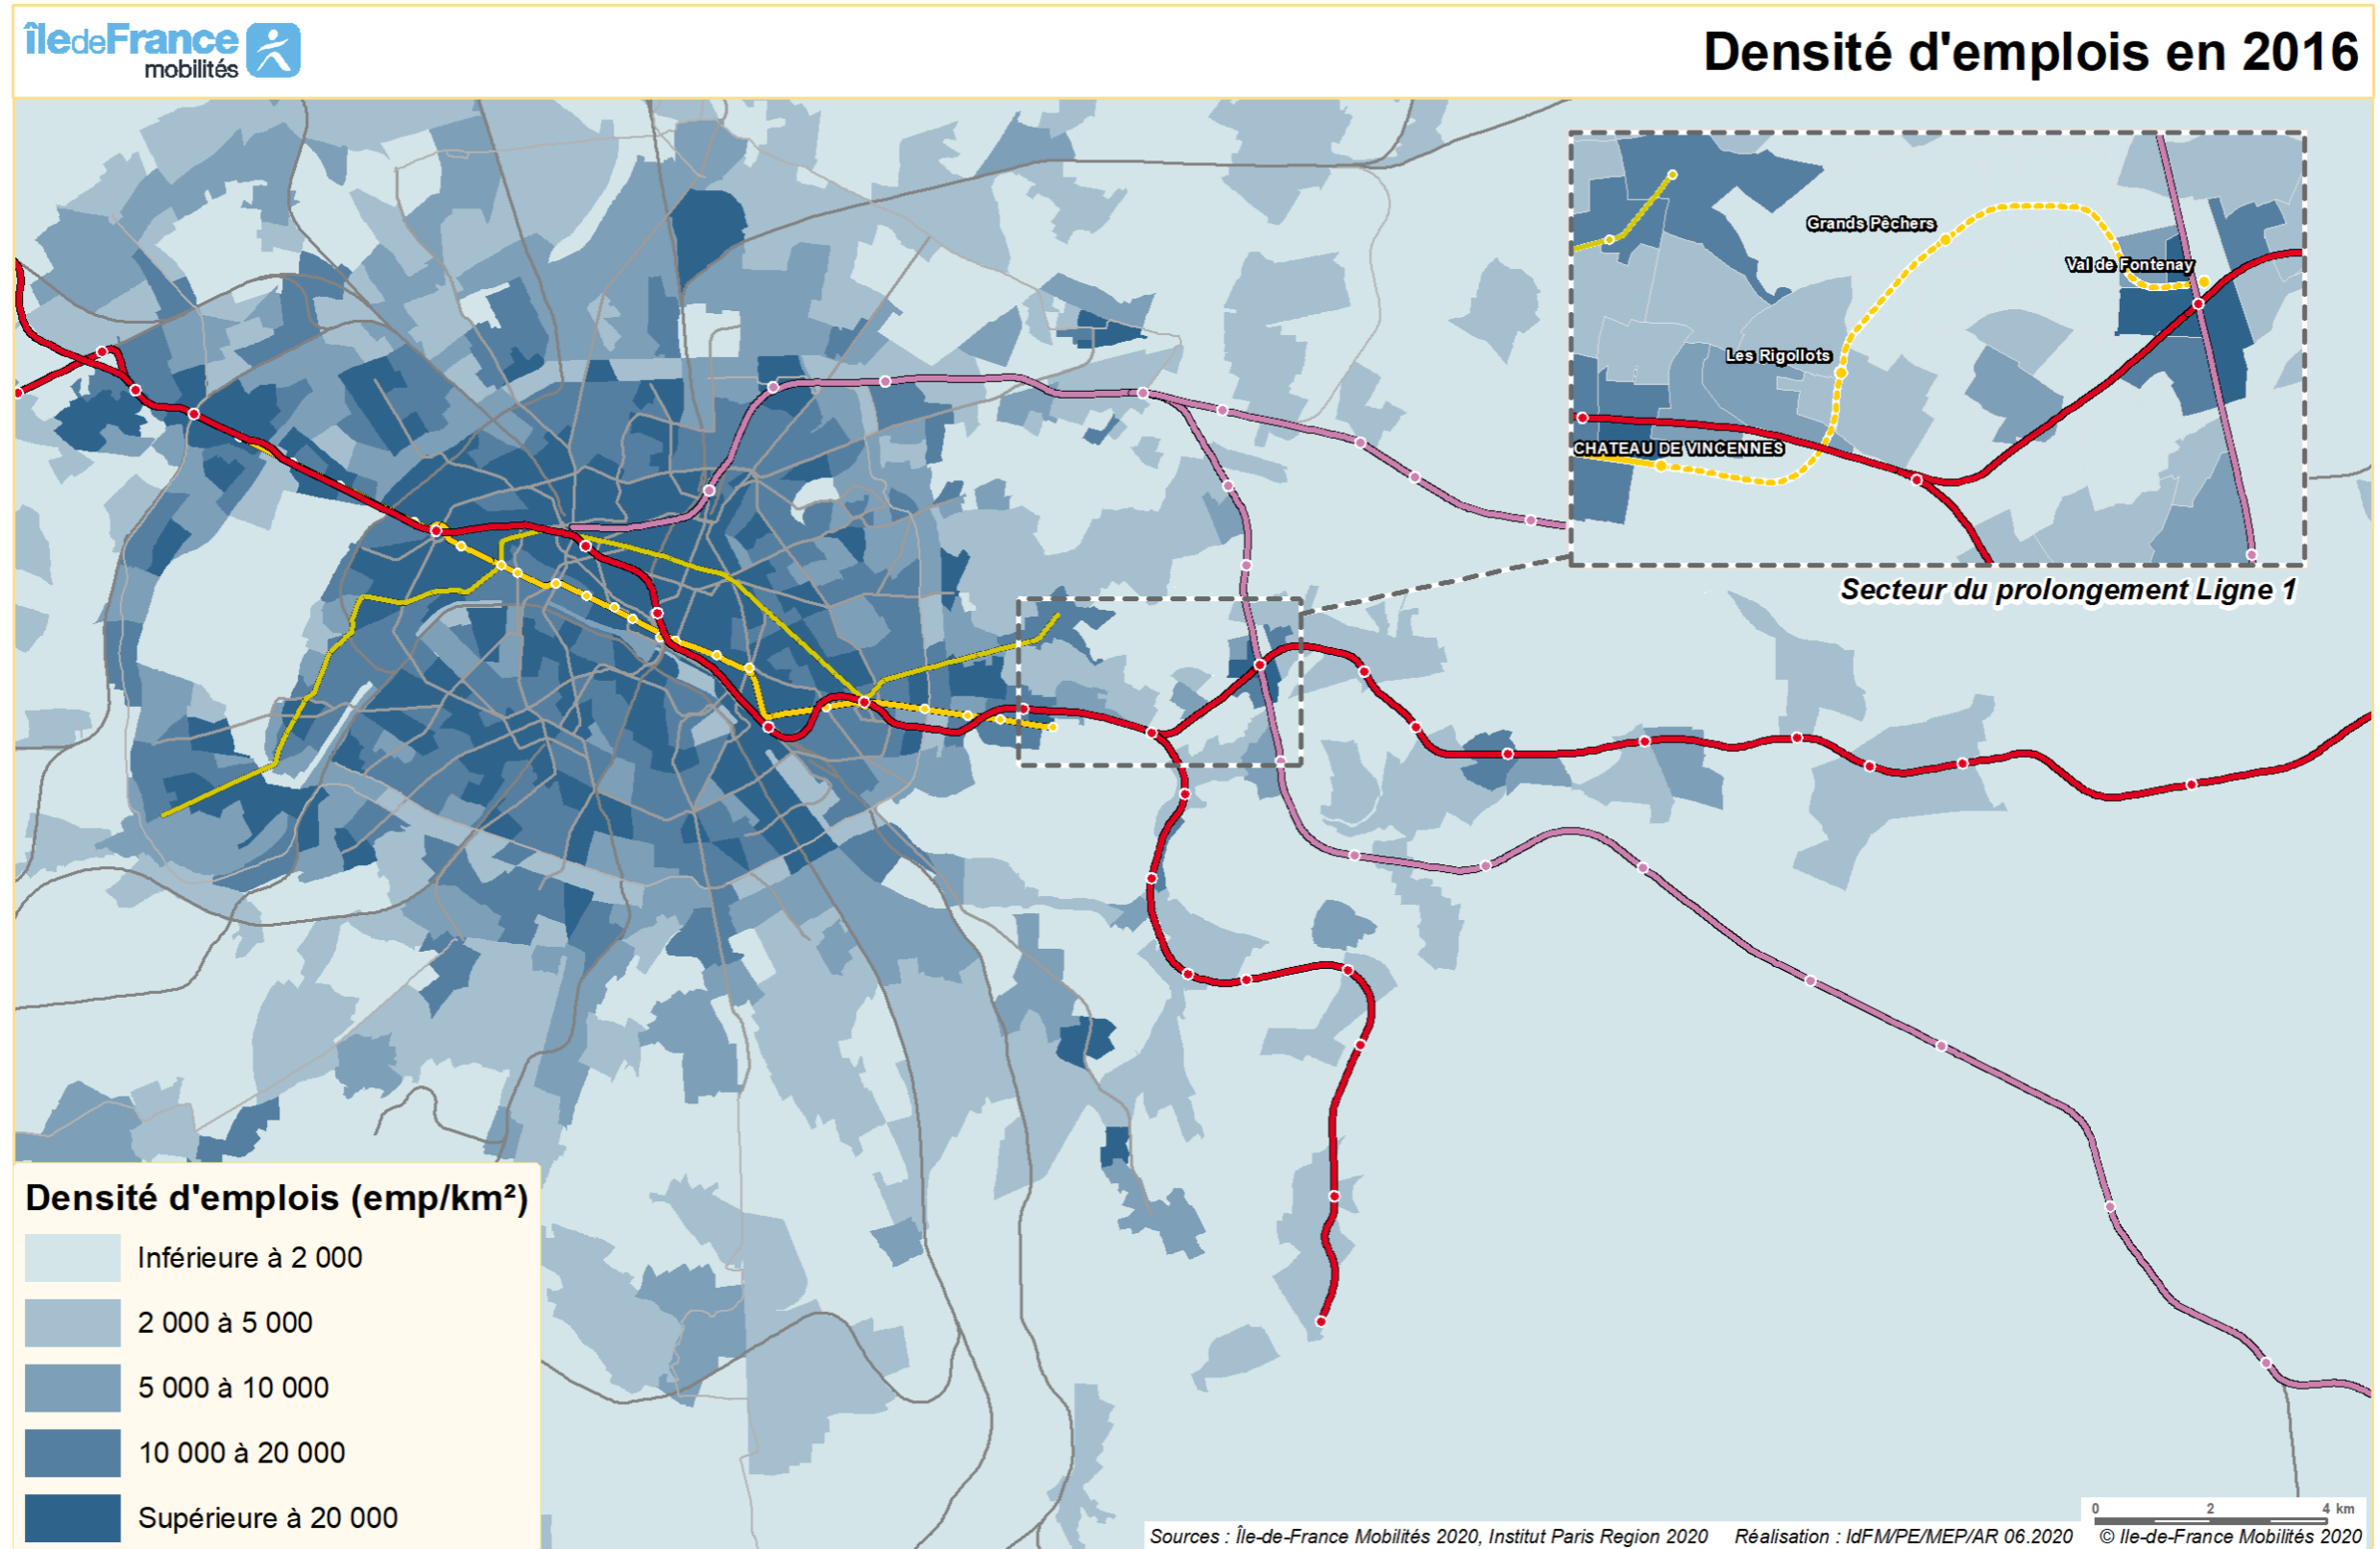 îledeFrance
mobilités
Densité d'emplois en 2016
Grands Pêchers
Val de Fontenay
Les Rigollots
CHATEAU DE VINCENNES
Secteur du prolongement Ligne 1
Densité d'emplois (emp/km²)
Inférieure à 2 000
2 000 à 5 000
5 000 à 10 000
10 000 à 20 000
Supérieure à 20 000
0 2 4 km
Sources : Île-de-France Mobilités 2020, Institut Paris Region 2020 Réalisation : IdFM/PE/MEP/AR 06.2020 © Ile-de-France Mobilités 2020